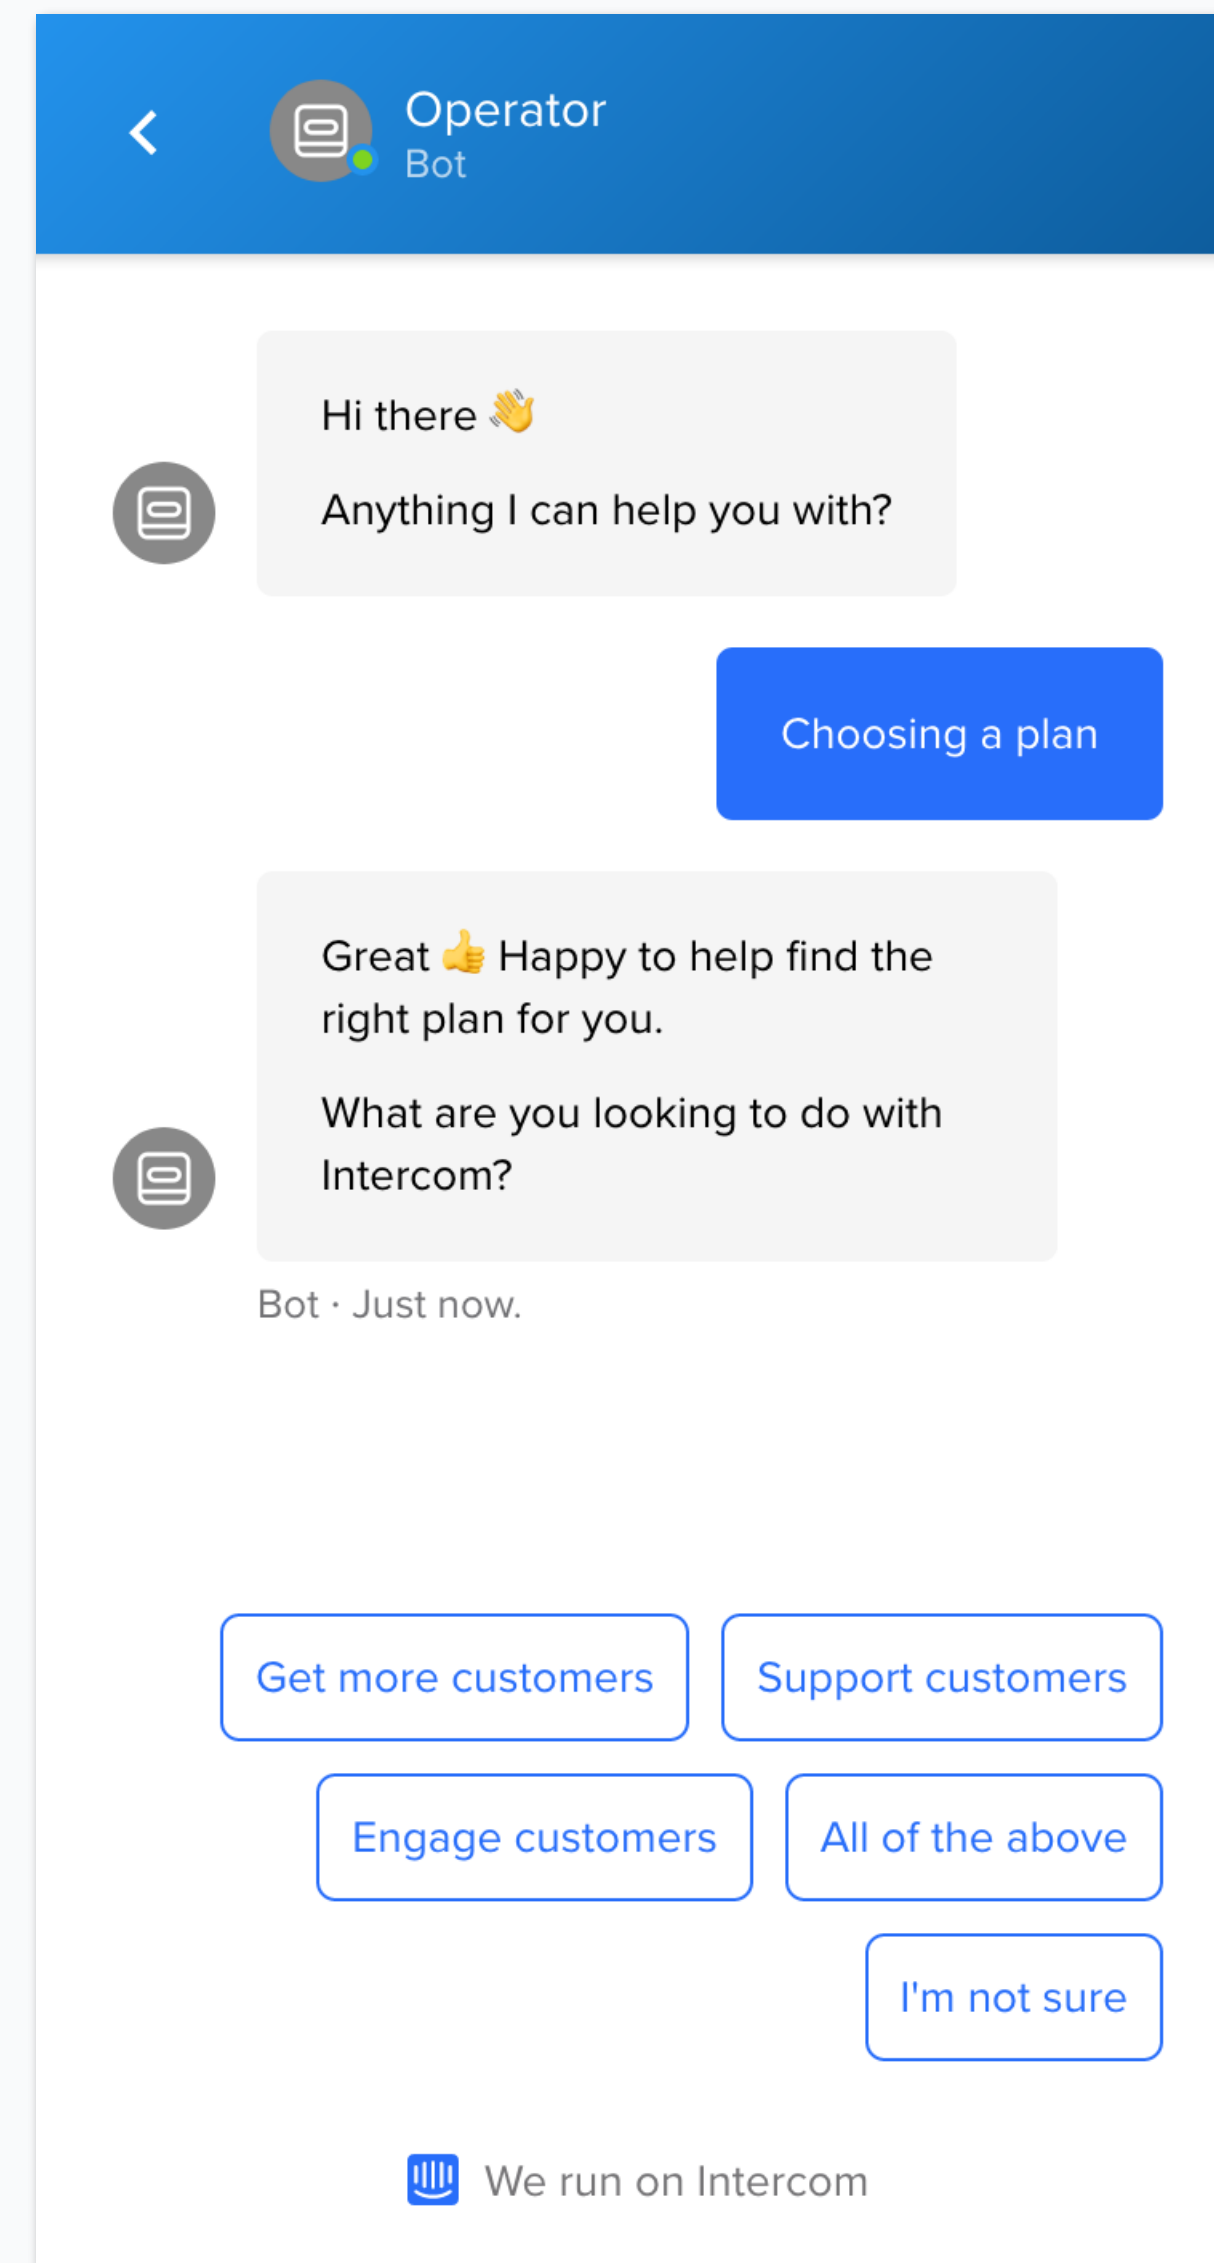 Operator
Bot
Hi there 👋
Anything I can help you with?
Choosing a plan
Great 👍 Happy to help find the
right plan for you.
What are you looking to do with
Intercom?
Bot · Just now.
Get more customers
Support customers
Engage customers
All of the above
I'm not sure
We run on Intercom